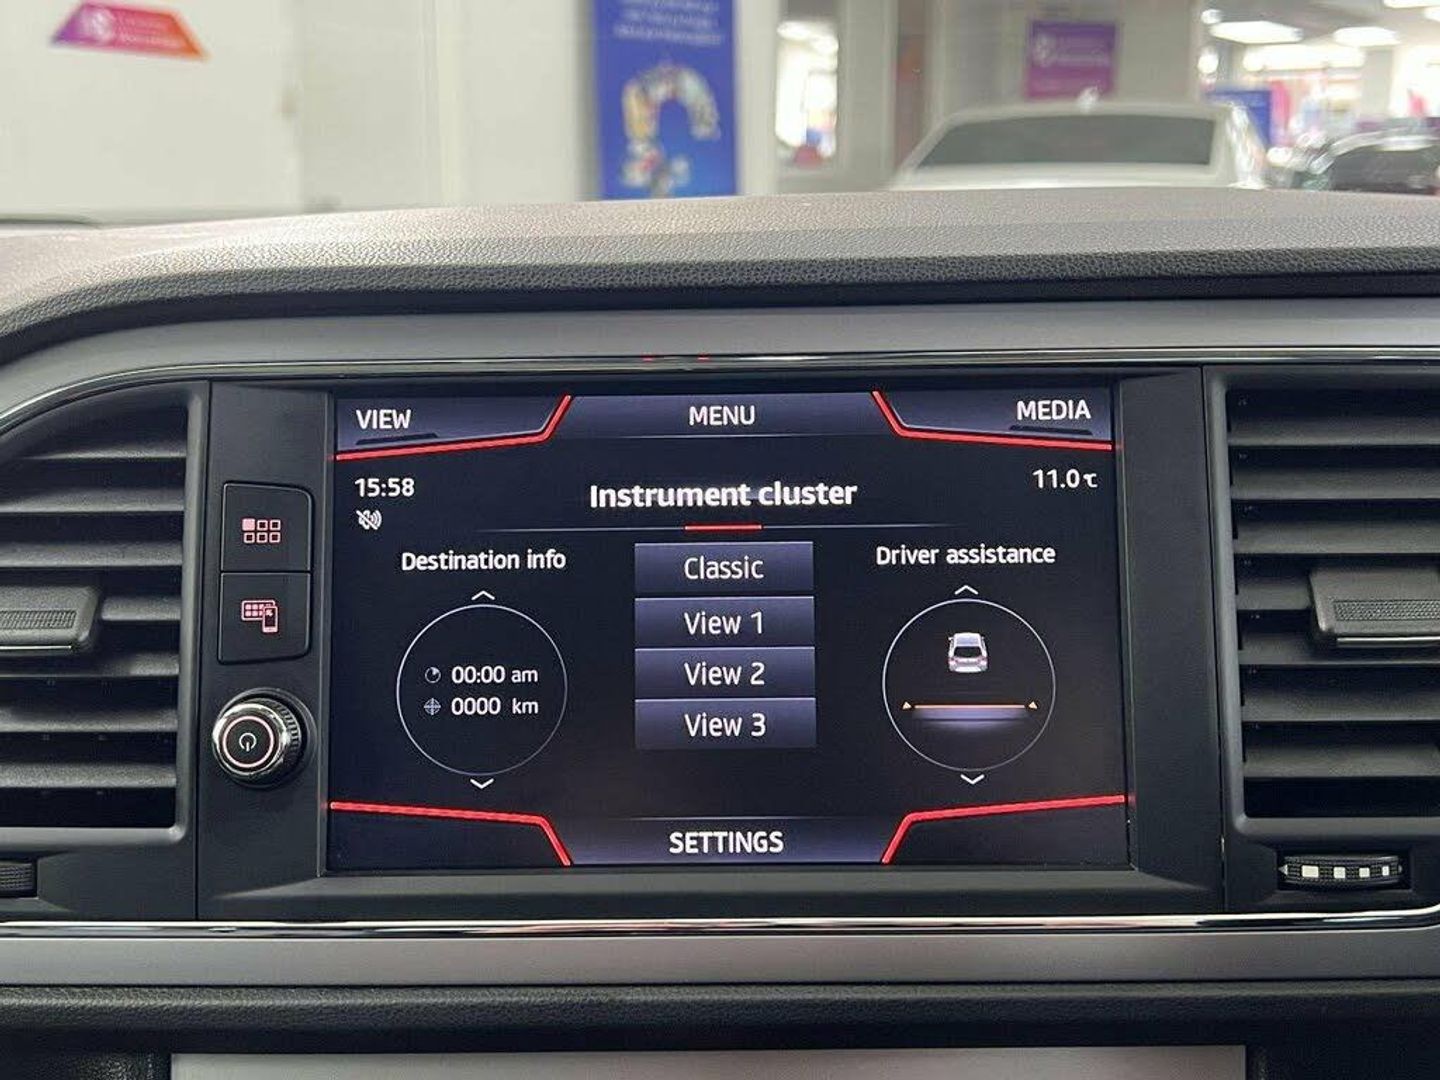 VIEW
MENU
MEDIA
15:58
11.0℃
Instrument cluster
Destination info
Driver assistance
Classic
View 1
View 2
View 3
00:00 am
0000 km
SETTINGS